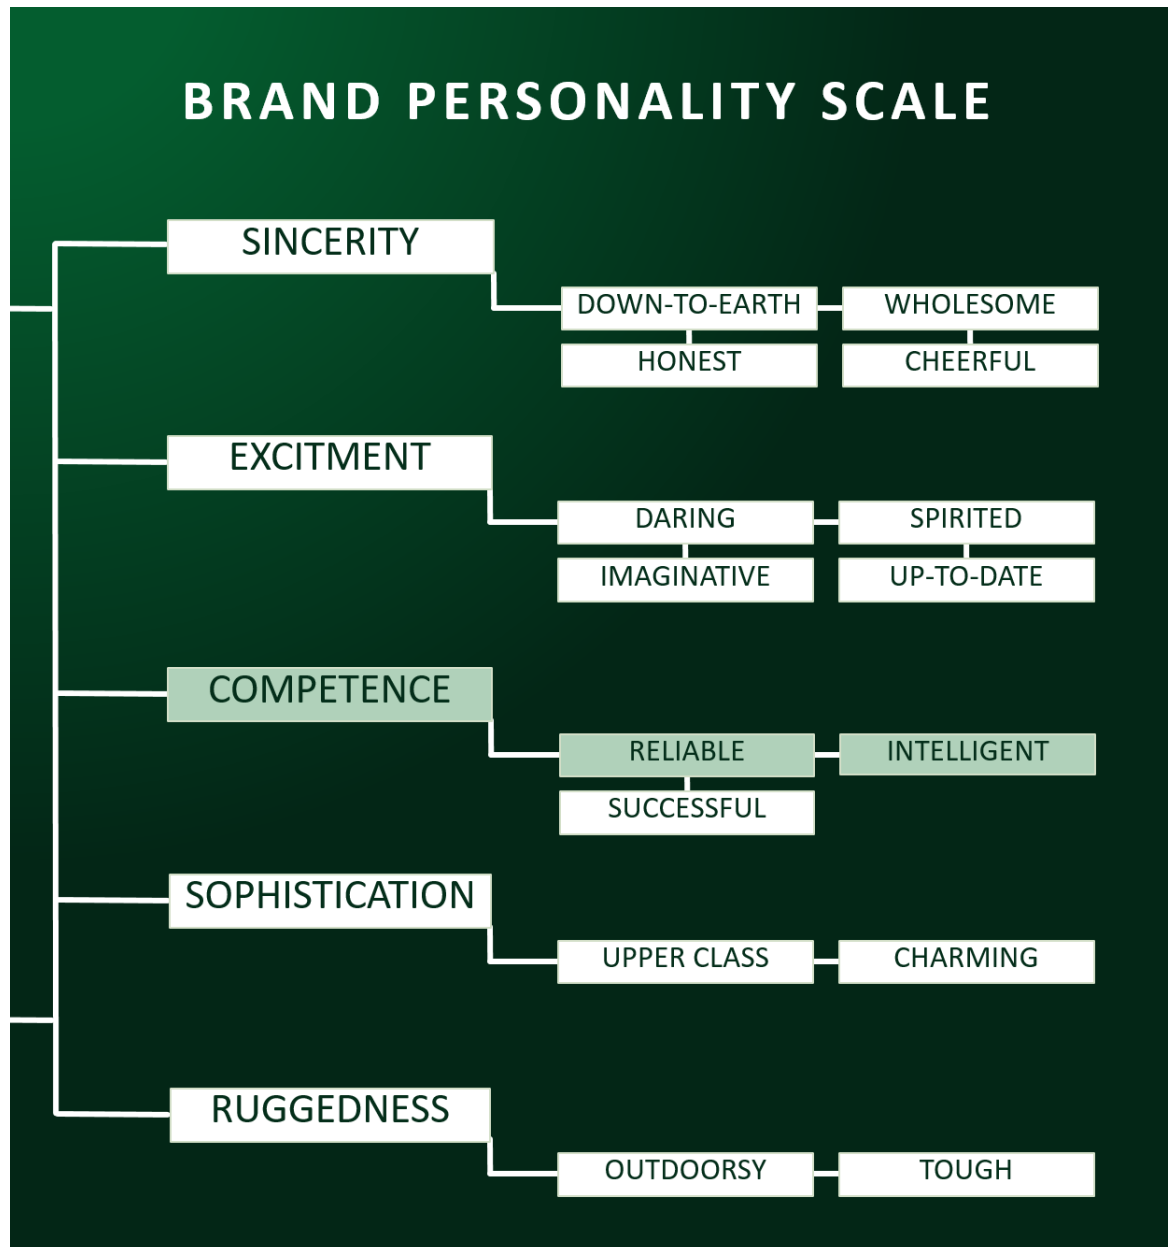 BRAND PERSONALITY SCALE
SINCERITY
DOWN-TO-EARTH
WHOLESOME
HONEST
CHEERFUL
EXCITMENT
DARING
SPIRITED
IMAGINATIVE
UP-TO-DATE
COMPETENCE
RELIABLE
INTELLIGENT
SUCCESSFUL
SOPHISTICATION
UPPER CLASS
CHARMING
RUGGEDNESS
OUTDOORSY
TOUGH